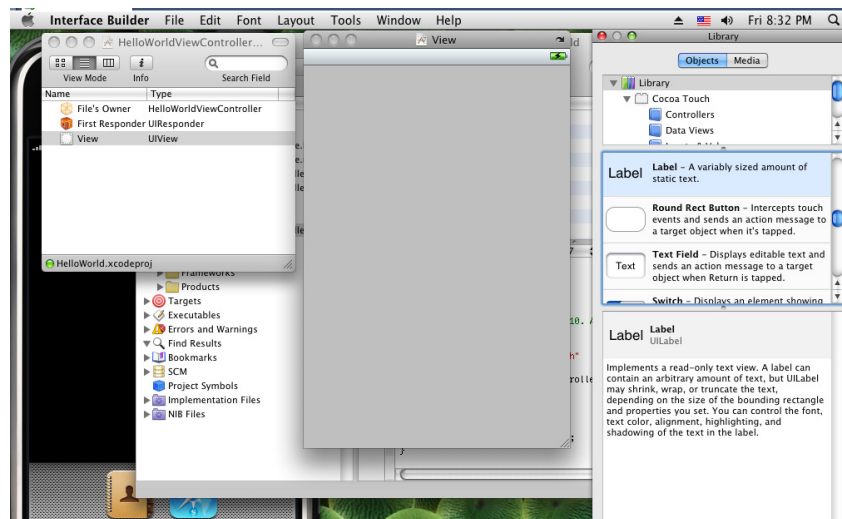 Interface Builder File Edit Font Layout Tools Window Help
Fri 8:32 PM
HelloWorldViewController...
View Mode
Info
Search Field
Name
Type
File's Owner
HelloWorldViewController
First Responder
UIResponder
View
UIView
HelloWorld.xcodeproj
Frameworks
Products
Targets
Executables
Errors and Warnings
Find Results
Bookmarks
SCM
Project Symbols
Implementation Files
NIB Files
View
Library
Objects
Media
Library
Cocoa Touch
Controllers
Data Views
Label
Label – A variably sized amount of
static text.
Round Rect Button – Intercepts touch
events and sends an action message to
a target object when it's tapped.
Text
Text Field – Displays editable text and
sends an action message to a target
object when Return is tapped.
Switch – Displays an element showing
Label
Label
UILabel
Implements a read-only text view. A label can
contain an arbitrary amount of text, but UILabel
may shrink, wrap, or truncate the text,
depending on the size of the bounding rectangle
and properties you set. You can control the font,
text color, alignment, highlighting, and
shadowing of the text in the label.